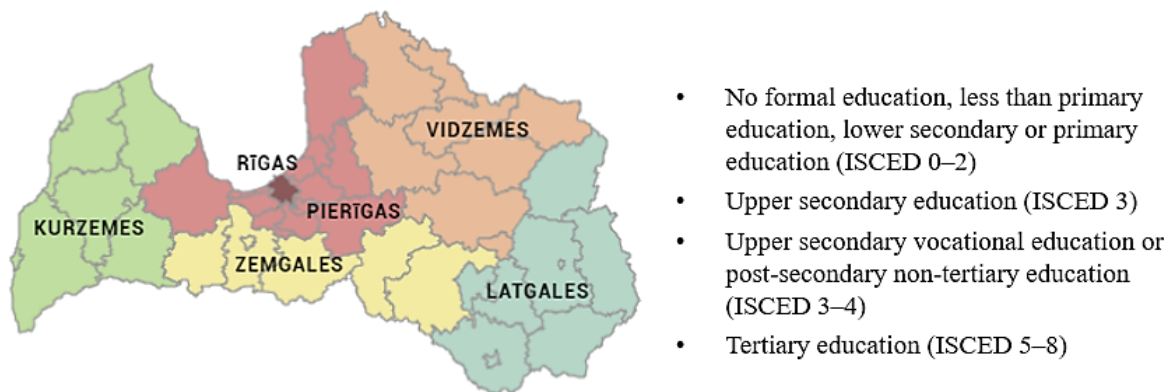 VIDZEMES
RĪGAS
PIERĪGAS
KURZEMES
ZEMGALES
LATGALES
• No formal education, less than primary
education, lower secondary or primary
education (ISCED 0–2)
• Upper secondary education (ISCED 3)
• Upper secondary vocational education or
post-secondary non-tertiary education
(ISCED 3–4)
• Tertiary education (ISCED 5–8)